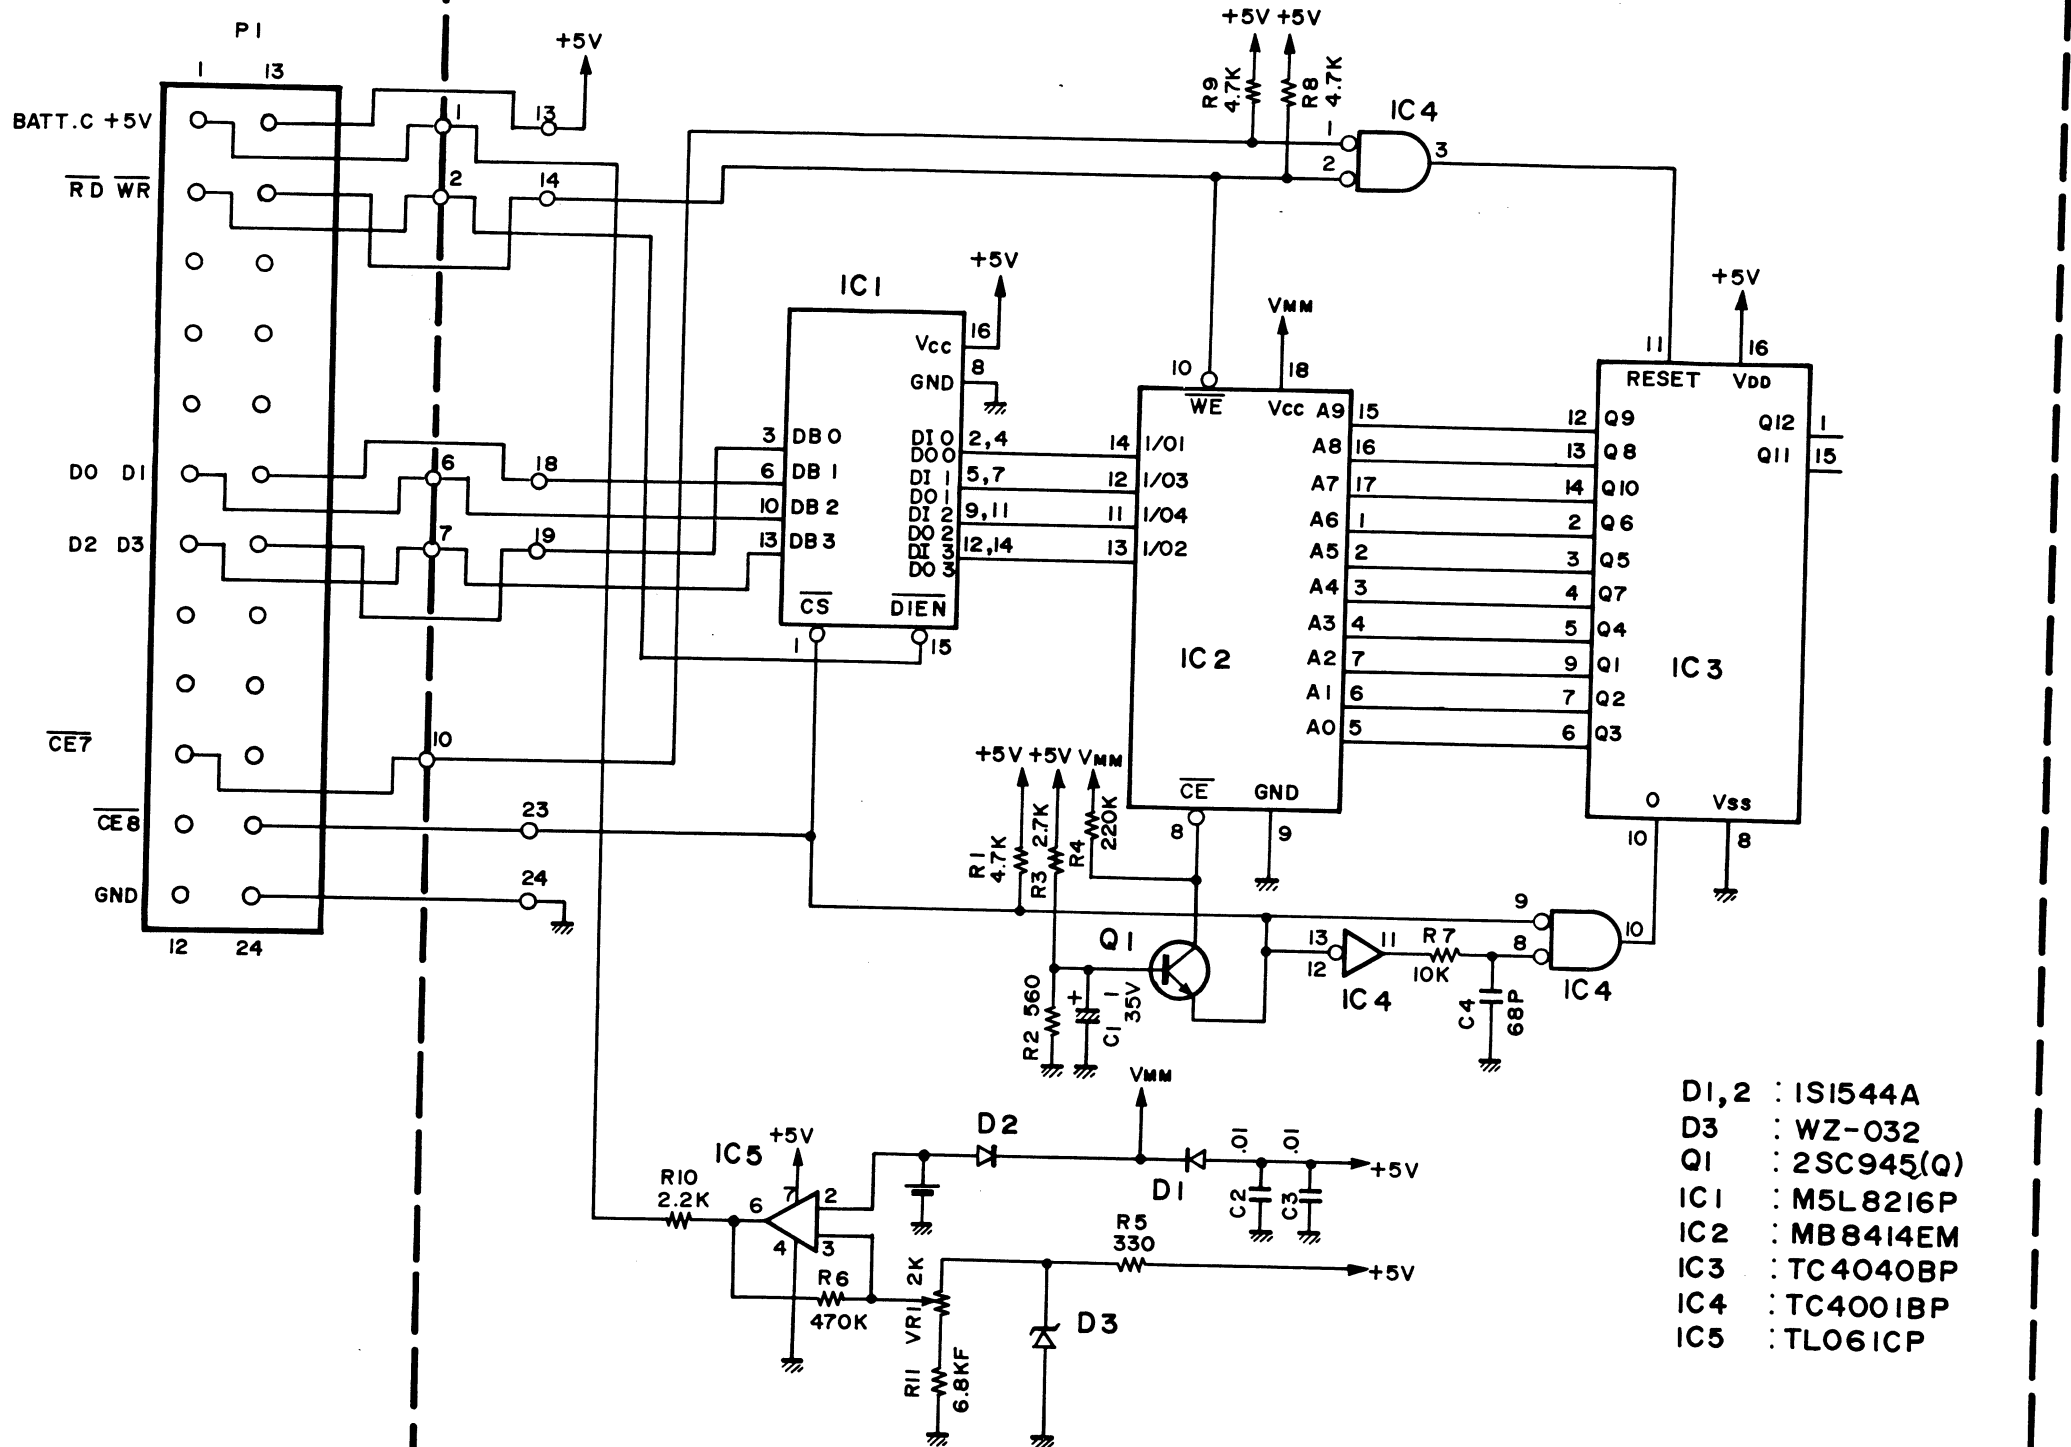 P1
1 13
BATT.C +5V
RD WR
D0 D1
D2 D3
CE7
CE8
GND
12 24
+5V
1 13
2 14
6 18
7 19
10
23
24
IC1
+5V
Vcc 16
GND 8
3 DB0
6 DB1
10 DB2
13 DB3
DI0 2,4
DO0
DI1 5,7
DO1
DI2 9,11
DO2
DI3 12,14
DO3
CS DIEN
1 15
+5V +5V
R9 4.7K
R8 4.7K
IC4
1
2
3
VMM
10 18
WE Vcc
14 I/O1
12 I/O3
11 I/O4
13 I/O2
A9 15
A8 16
A7 17
A6 1
A5 2
A4 3
A3 4
A2 7
A1 6
A0 5
IC2
CE GND
8 9
+5V
11 16
RESET VDD
12 Q9
13 Q8
14 Q10
2 Q6
3 Q5
4 Q7
5 Q4
9 Q1
7 Q2
6 Q3
Q12 1
Q11 15
IC3
0 Vss
10 8
+5V +5V VMM
R1 4.7K
R3 2.7K
R4 220K
Q1
R2 560
+
C1 1 35V
13
12
11
IC4
R7
10K
C4 68P
9
8
10
IC4
VMM
D2
D1
.01 .01
C2 C3
+5V
IC5
+5V
R10
2.2K
6
7
2
4
3
R6
470K
VR1 2K
R11 6.8KF
R5
330
+5V
D3
D1,2 : 1S1544A
D3 : WZ-032
Q1 : 2SC945(Q)
IC1 : M5L8216P
IC2 : MB8414EM
IC3 : TC4040BP
IC4 : TC4001BP
IC5 : TL061CP